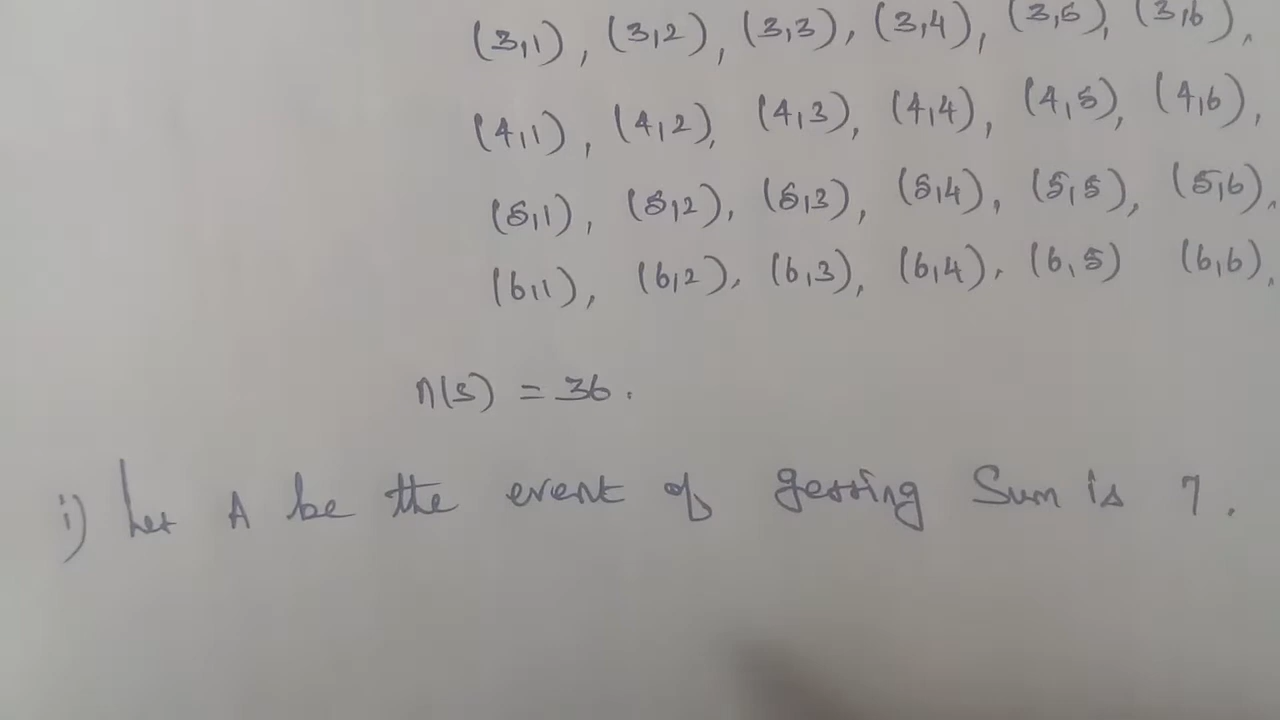 (3,1), (3,2), (3,3), (3,4), (3,5), (3,6),
(4,1), (4,2), (4,3), (4,4), (4,5), (4,6),
(5,1), (5,2), (5,3), (5,4), (5,5), (5,6),
(6,1), (6,2), (6,3), (6,4), (6,5) (6,6),
n(s) = 36.
i) Let A be the event of getting Sum is 7.